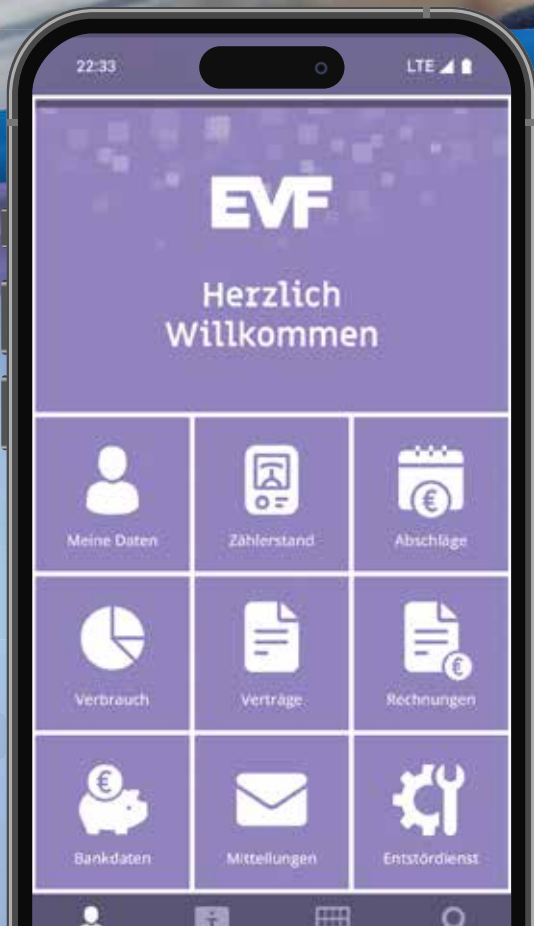 22:33
LTE
EVF
Herzlich
Willkommen
Meine Daten
Zählerstand
Abschläge
€
Verbrauch
Verträge
Rechnungen
€
€
Bankdaten
Mitteilungen
Entstördienst